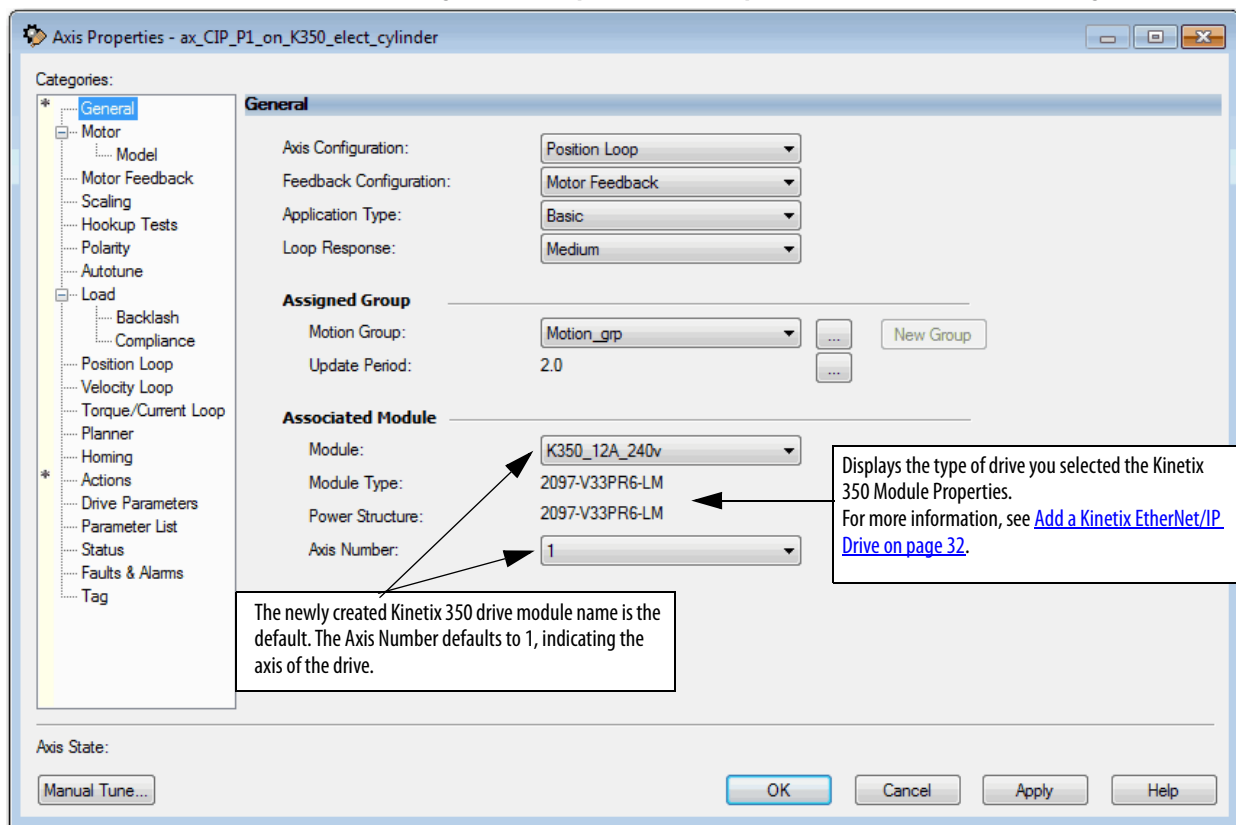 Axis Properties - ax_CIP_P1_on_K350_elect_cylinder
Categories:
* General
Motor
Model
Motor Feedback
Scaling
Hookup Tests
Polarity
Autotune
Load
Backlash
Compliance
Position Loop
Velocity Loop
Torque/Current Loop
Planner
Homing
* Actions
Drive Parameters
Parameter List
Status
Faults & Alarms
Tag
General
Axis Configuration: Position Loop
Feedback Configuration: Motor Feedback
Application Type: Basic
Loop Response: Medium
Assigned Group
Motion Group: Motion_grp ... New Group
Update Period: 2.0 ...
Associated Module
Module: K350_12A_240v
Module Type: 2097-V33PR6-LM
Power Structure: 2097-V33PR6-LM
Axis Number: 1
Displays the type of drive you selected the Kinetix
350 Module Properties.
For more information, see Add a Kinetix EtherNet/IP
Drive on page 32.
The newly created Kinetix 350 drive module name is the
default. The Axis Number defaults to 1, indicating the
axis of the drive.
Axis State:
Manual Tune... OK Cancel Apply Help